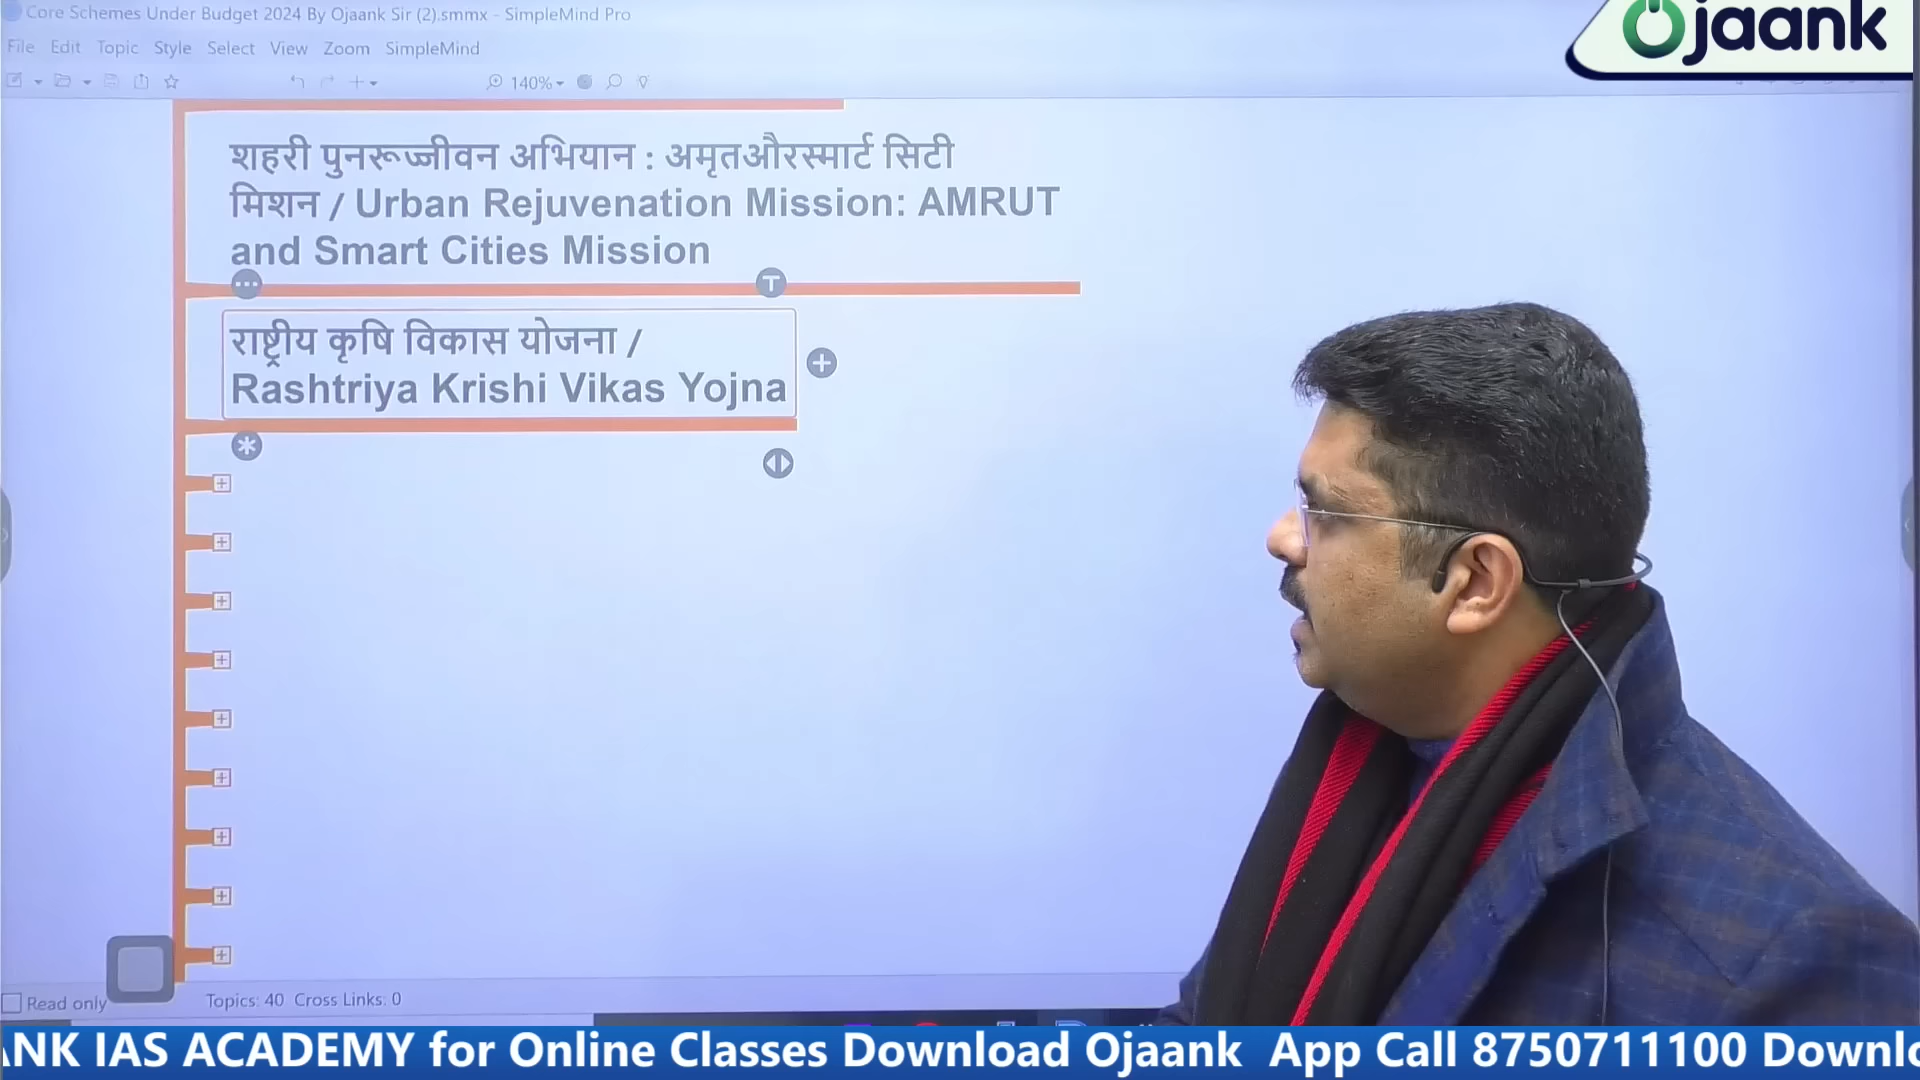 Core Schemes Under Budget 2024 By Ojaank Sir (2).smmx - SimpleMind Pro
Ojaank
File Edit Topic Style Select View Zoom SimpleMind
140%
शहरी पुनरूज्जीवन अभियान : अमृतऔरस्मार्ट सिटी
मिशन / Urban Rejuvenation Mission: AMRUT
and Smart Cities Mission
राष्ट्रीय कृषि विकास योजना /
Rashtriya Krishi Vikas Yojna
Read only
Topics: 40 Cross Links: 0
ANK IAS ACADEMY for Online Classes Download Ojaank App Call 8750711100 Downlo